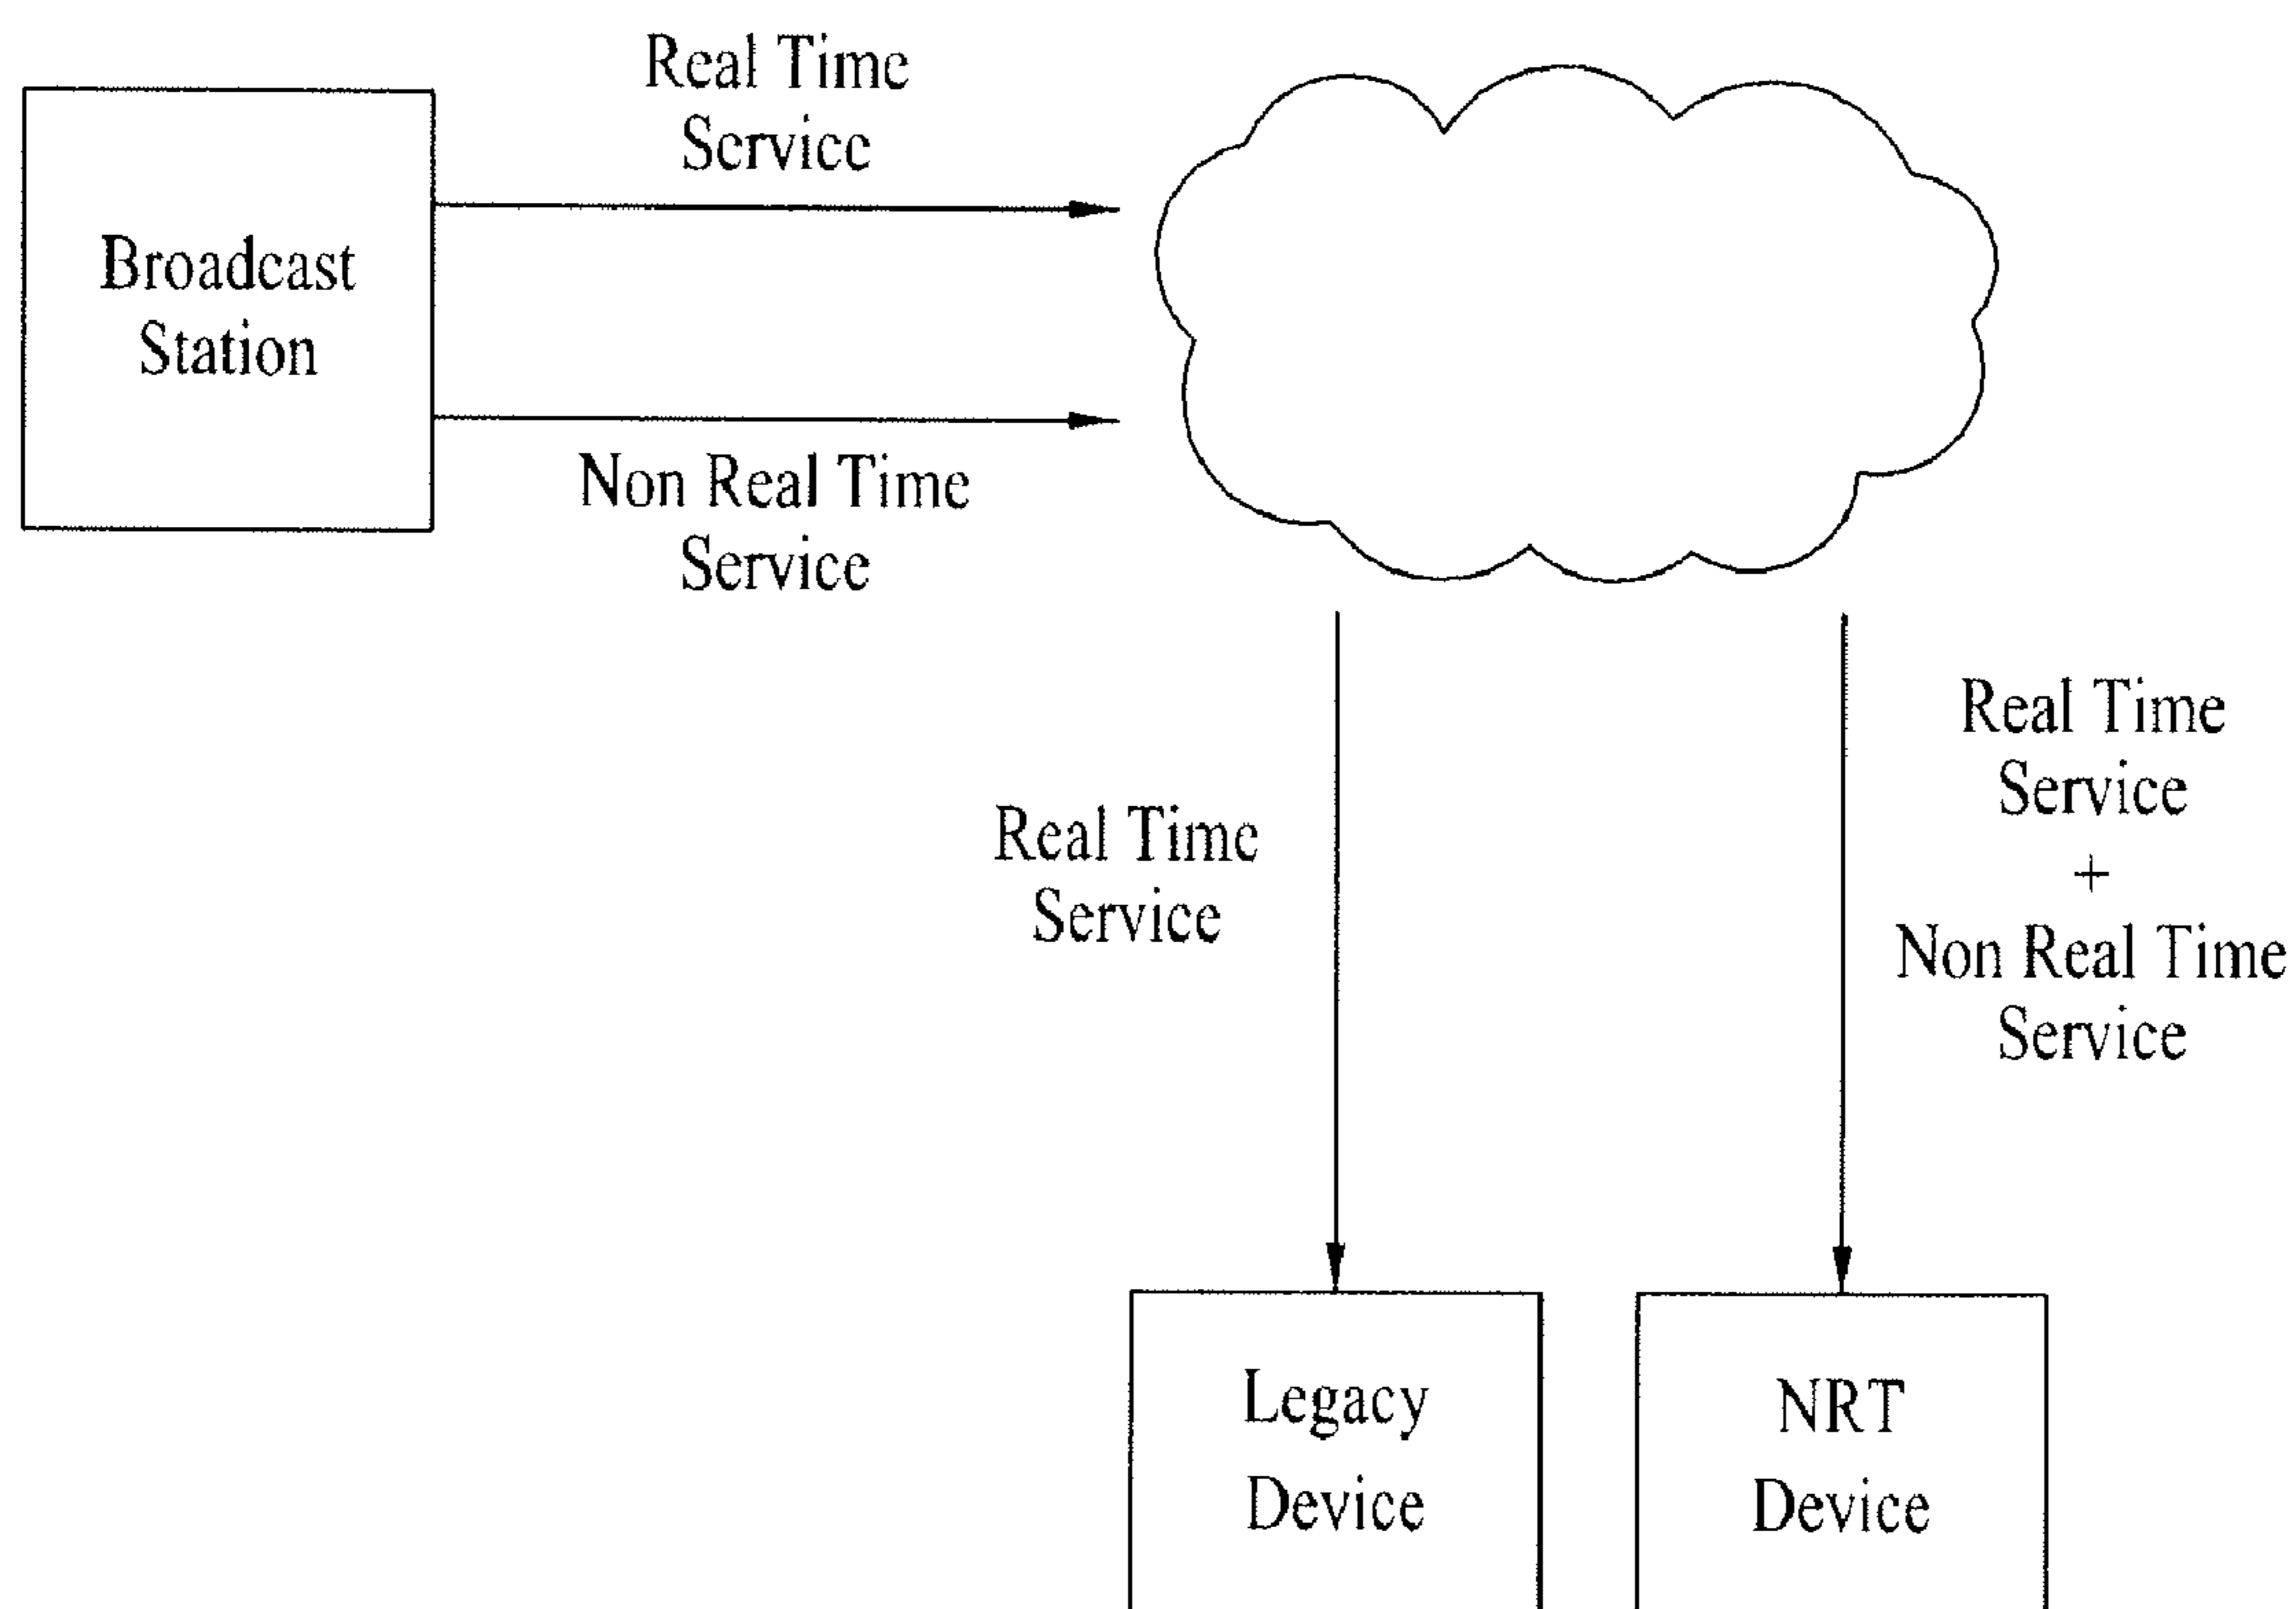 Real Time
Service
Broadcast
Station
Non Real Time
Service
Real Time
Service
Real Time
Service
+
Non Real Time
Service
Legacy
Device
NRT
Device